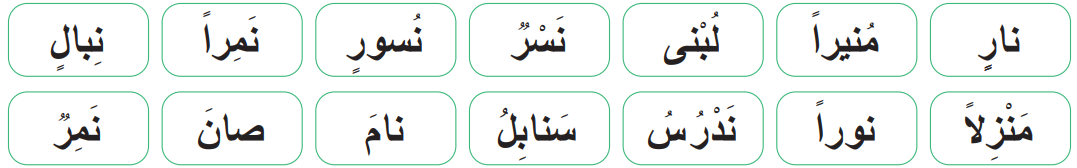 نارٍ مُنيراً لُبْنى نَسْرٌ نُسورٍ نَمِراً نِبالٍ
مَنْزِلاً نوراً نَدْرُسُ سَنابِلُ نامَ صانَ نَمِرٌ